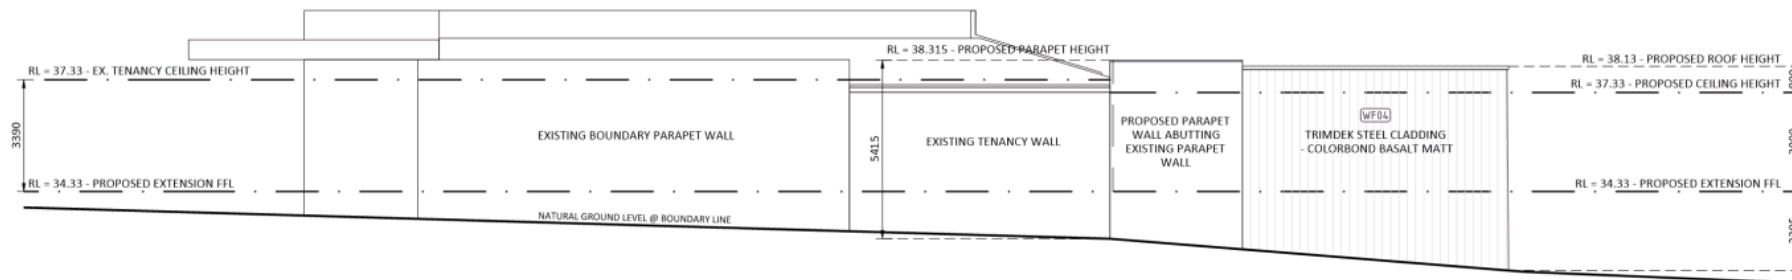 RL = 38.315 - PROPOSED PARAPET HEIGHT
RL = 38.13 - PROPOSED ROOF HEIGHT
RL = 37.33 - EX. TENANCY CEILING HEIGHT
RL = 37.33 - PROPOSED CEILING HEIGHT
3390
EXISTING BOUNDARY PARAPET WALL
5415
EXISTING TENANCY WALL
PROPOSED PARAPET
WALL ABUTTING
EXISTING PARAPET
WALL
WF04
TRIMDEK STEEL CLADDING
- COLORBOND BASALT MATT
RL = 34.33 - PROPOSED EXTENSION FFL
RL = 34.33 - PROPOSED EXTENSION FFL
NATURAL GROUND LEVEL @ BOUNDARY LINE